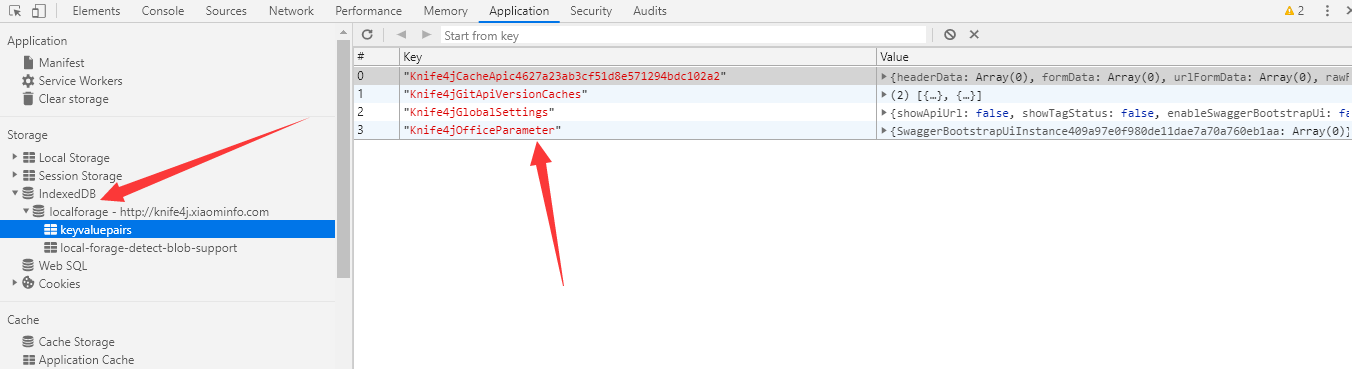 Elements Console Sources Network Performance Memory Application Security Audits 2
Application
Manifest
Service Workers
Clear storage
Storage
Local Storage
Session Storage
IndexedDB
localforage - http://knife4j.xiaominfo.com
keyvaluepairs
local-forage-detect-blob-support
Web SQL
Cookies
Cache
Cache Storage
Application Cache
Start from key
# Key Value
0 "Knife4jCacheApic4627a23ab3cf51d8e571294bdc102a2" {headerData: Array(0), formData: Array(0), urlFormData: Array(0), rawF
1 "Knife4jGitApiVersionCaches" (2) [{…}, {…}]
2 "Knife4jGlobalSettings" {showApiUrl: false, showTagStatus: false, enableSwaggerBootstrapUi: fa
3 "Knife4jOfficeParameter" {SwaggerBootstrapUiInstance409a97e0f980de11dae7a70a760eb1aa: Array(0)}